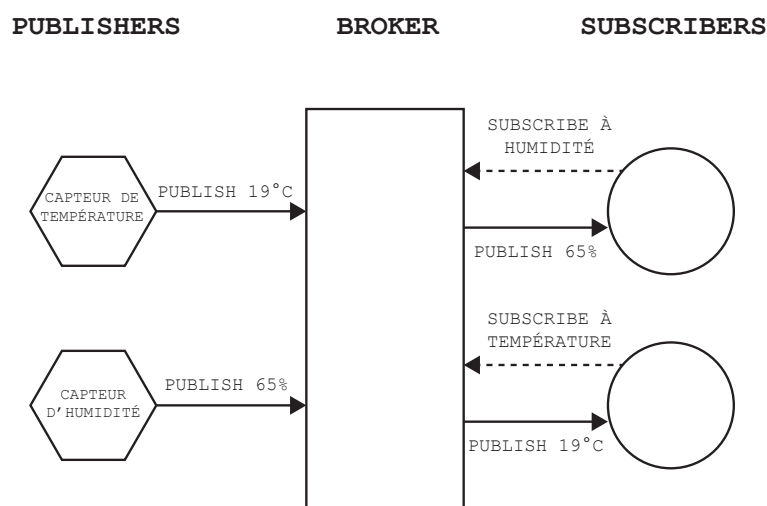 PUBLISHERS
BROKER
SUBSCRIBERS
CAPTEUR DE
TEMPÉRATURE
PUBLISH 19°C
SUBSCRIBE À
HUMIDITÉ
PUBLISH 65%
SUBSCRIBE À
TEMPÉRATURE
CAPTEUR
D'HUMIDITÉ
PUBLISH 65%
PUBLISH 19°C